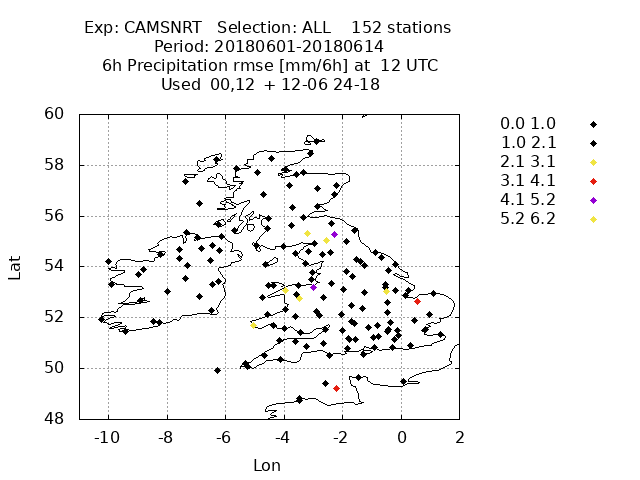 Exp: CAMSNRT   Selection: ALL    152 stations
Period: 20180601-20180614
6h Precipitation rmse [mm/6h] at  12 UTC
Used  00,12  + 12-06 24-18
60
58
56
54
52
50
48
Lat
-10 -8 -6 -4 -2 0 2
Lon
0.0 1.0
1.0 2.1
2.1 3.1
3.1 4.1
4.1 5.2
5.2 6.2